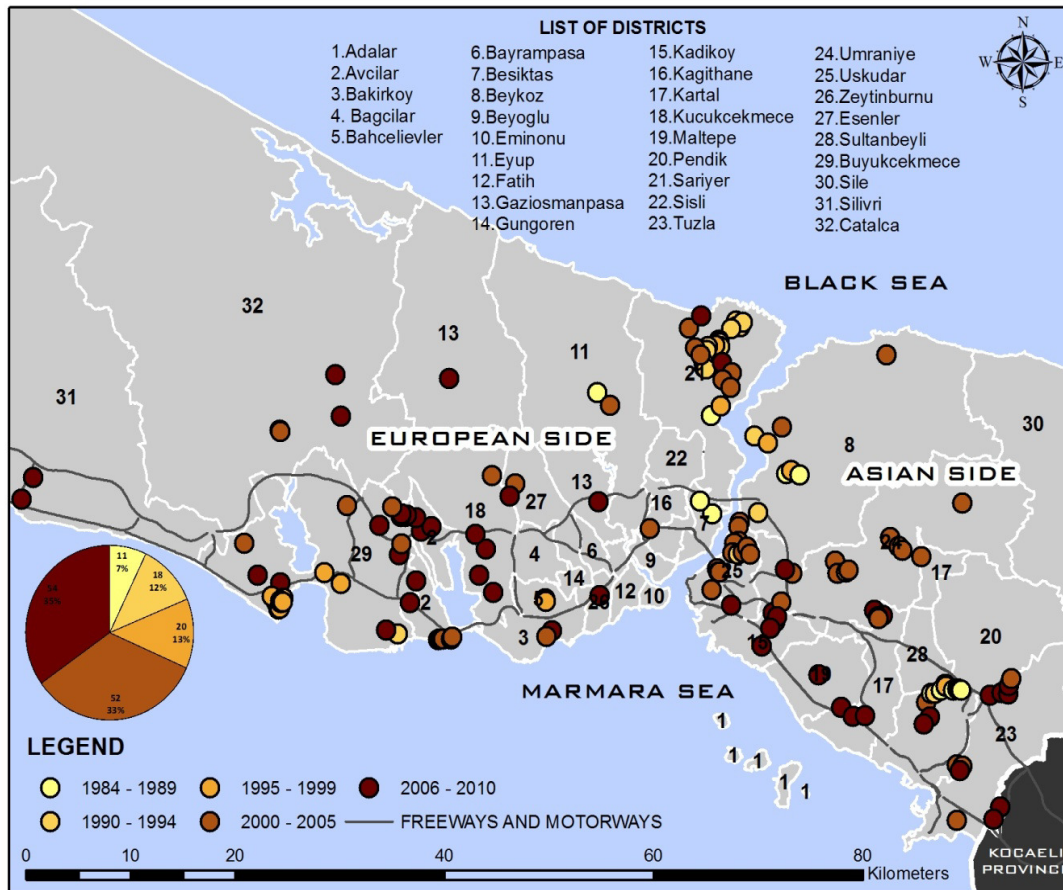 LIST OF DISTRICTS
1.Adalar
2.Avcilar
3.Bakirkoy
4. Bagcilar
5.Bahcelievler
6.Bayrampasa
7.Besiktas
8.Beykoz
9.Beyoglu
10.Eminonu
11.Eyup
12.Fatih
13.Gaziosmanpasa
14.Gungoren
15.Kadikoy
16.Kagithane
17.Kartal
18.Kucukcekmece
19.Maltepe
20.Pendik
21.Sariyer
22.Sisli
23.Tuzla
24.Umraniye
25.Uskudar
26.Zeytinburnu
27.Esenler
28.Sultanbeyli
29.Buyukcekmece
30.Sile
31.Silivri
32.Catalca
N
W E
S
BLACK SEA
32
13
11
21
31
8
30
EUROPEAN SIDE
22
ASIAN SIDE
13
16
7
18
27
2
29
4
6
9
24
17
14
25
5
26
12
10
2
3
20
15
28
MARMARA SEA
19
17
23
1
1
1
1
1
11
7%
18
12%
20
13%
52
33%
54
35%
LEGEND
1984 - 1989
1995 - 1999
2006 - 2010
1990 - 1994
2000 - 2005
FREEWAYS AND MOTORWAYS
KOCAELI
PROVINCE
0 10 20 40 60 80
Kilometers